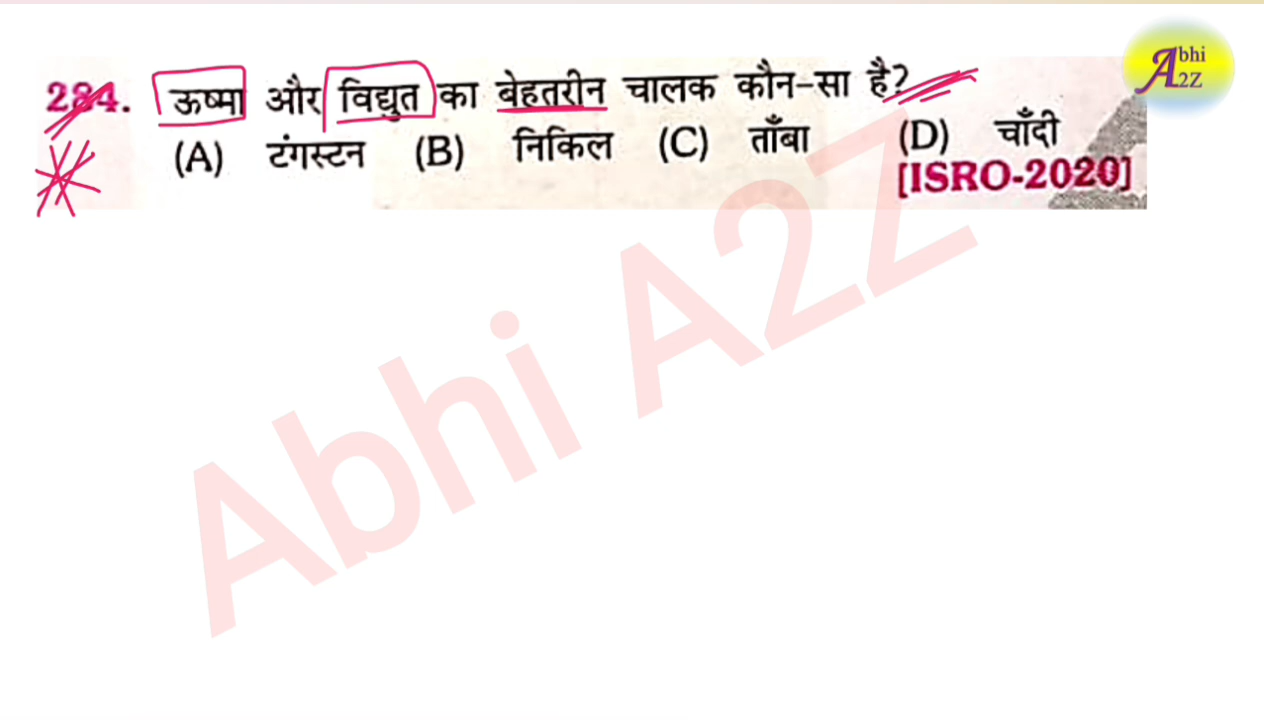 Abhi
A2Z
284. ऊष्मा और विद्युत का बेहतरीन चालक कौन-सा है?
(A) टंगस्टन (B) निकिल (C) ताँबा (D) चाँदी
[ISRO-2020]
Abhi A2Z